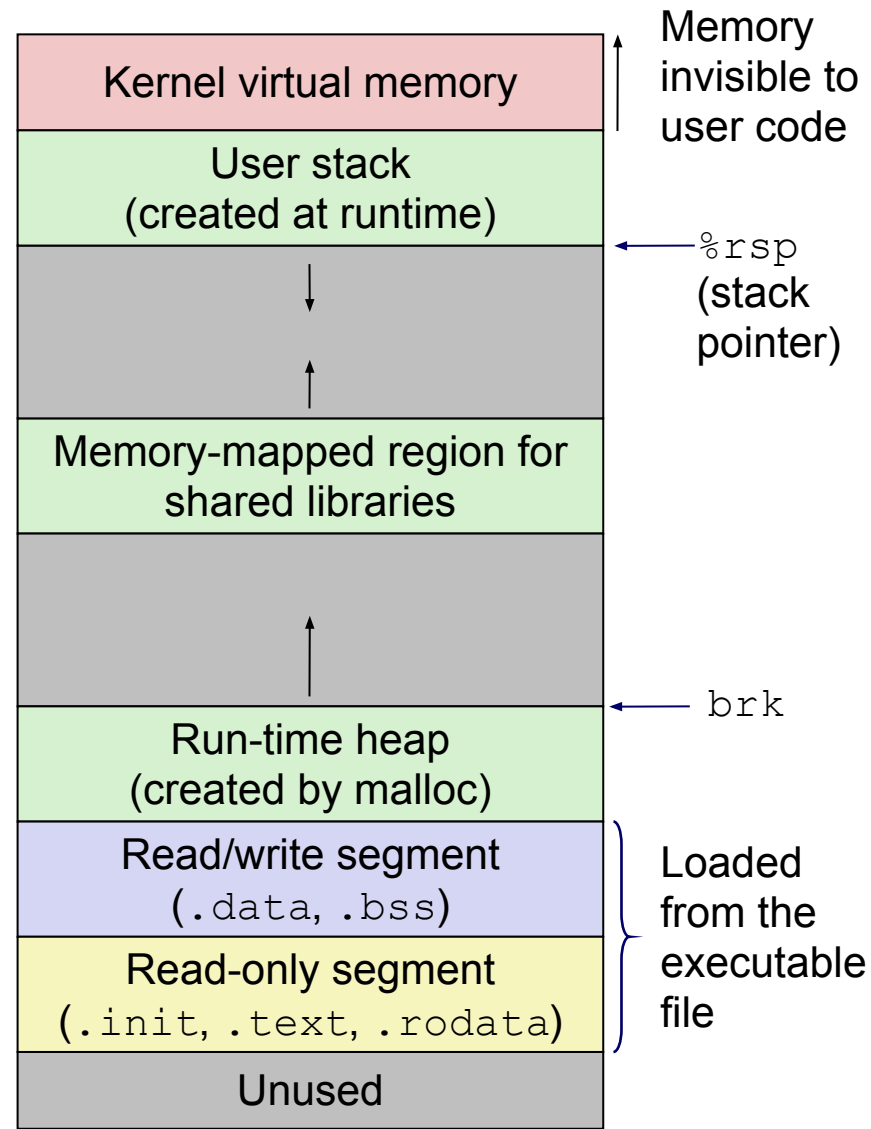 Kernel virtual memory
Memory
invisible to
user code
User stack
(created at runtime)
%rsp
(stack
pointer)
Memory-mapped region for
shared libraries
brk
Run-time heap
(created by malloc)
Read/write segment
(.data, .bss)
Loaded
from the
executable
file
Read-only segment
(.init, .text, .rodata)
Unused